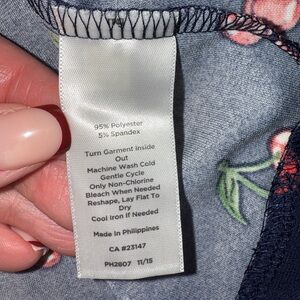 95% Polyester
5% Spandex
Turn Garment Inside
Out
Machine Wash Cold
Gentle Cycle
Only Non-Chlorine
Bleach When Needed
Reshape, Lay Flat To
Dry
Cool Iron If Needed
Made In Philippines
CA #23147
PH2607 11/15